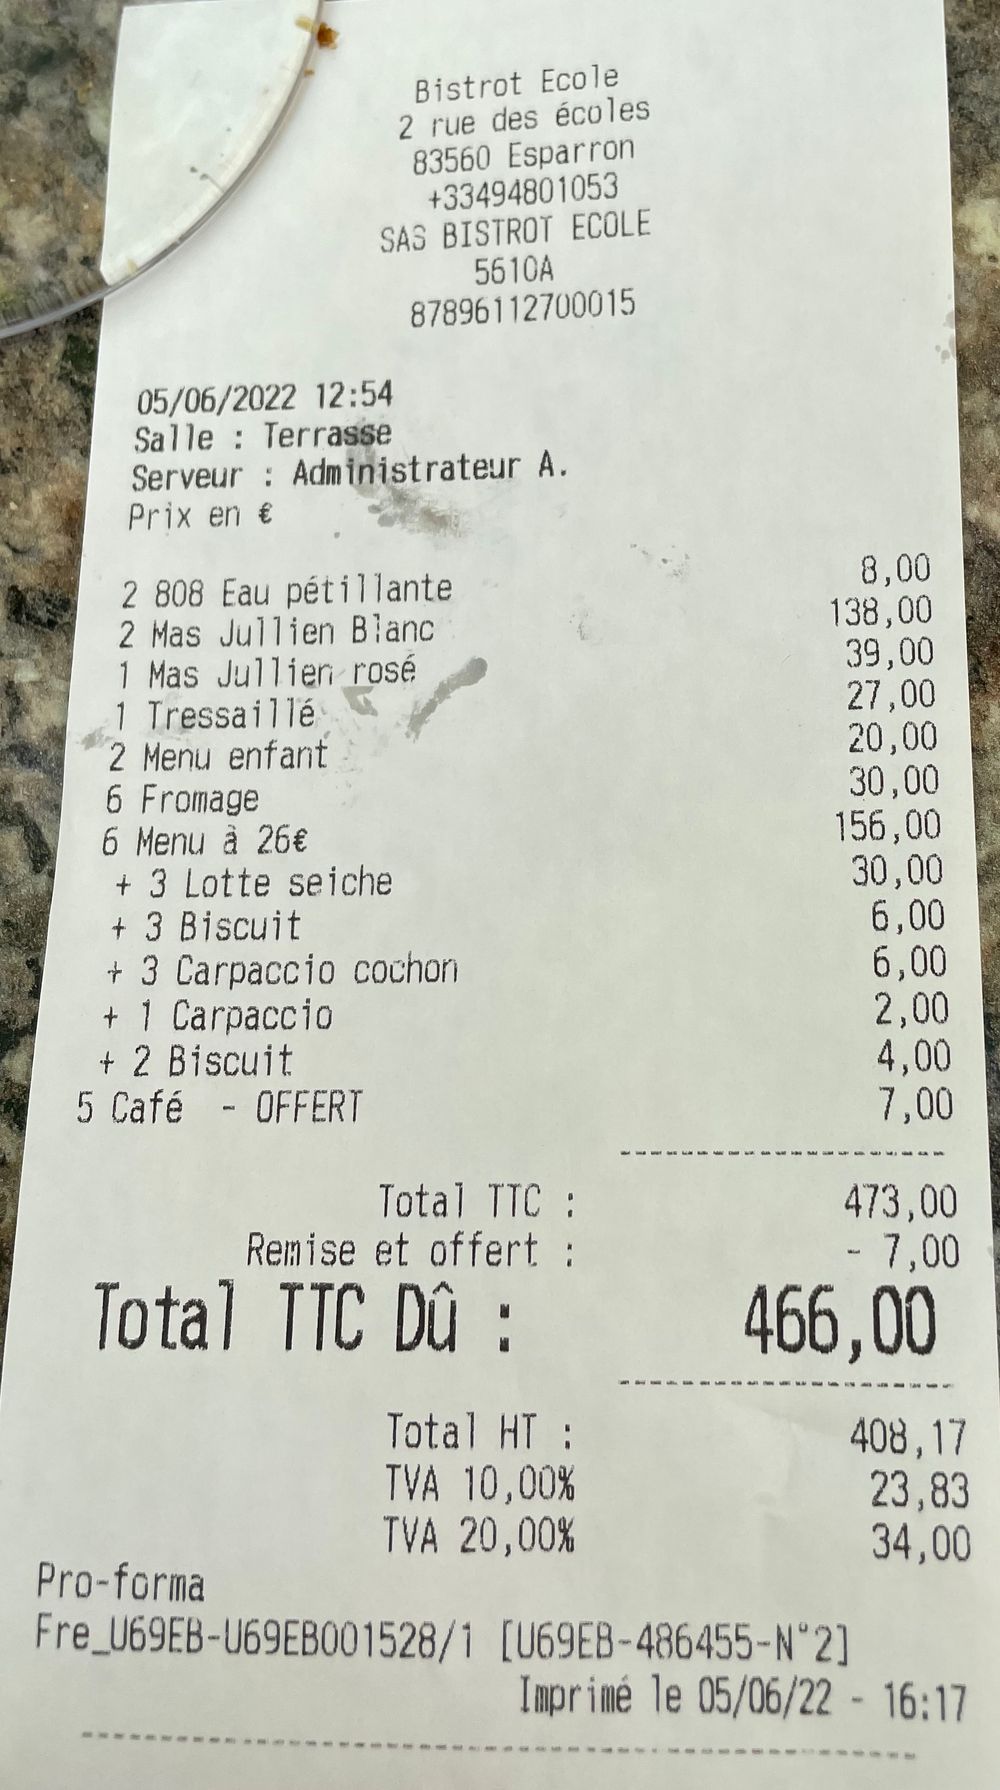 Bistrot Ecole
2 rue des écoles
83560 Esparron
+33494801053
SAS BISTROT ECOLE
5610A
87896112700015
05/06/2022 12:54
Salle : Terrasse
Serveur : Administrateur A.
Prix en €
2 808 Eau pétillante 8,00
2 Mas Jullien Blanc 138,00
1 Mas Jullien rosé 39,00
1 Tressaillé 27,00
2 Menu enfant 20,00
6 Fromage 30,00
6 Menu à 26€ 156,00
+ 3 Lotte seiche 30,00
+ 3 Biscuit 6,00
+ 3 Carpaccio cochon 6,00
+ 1 Carpaccio 2,00
+ 2 Biscuit 4,00
5 Café - OFFERT 7,00
Total TTC : 473,00
Remise et offert : - 7,00
Total TTC Dû : 466,00
Total HT : 408,17
TVA 10,00% 23,83
TVA 20,00% 34,00
Pro-forma
Fre_U69EB-U69EB001528/1 [U69EB-486455-N°2]
Imprimé le 05/06/22 - 16:17